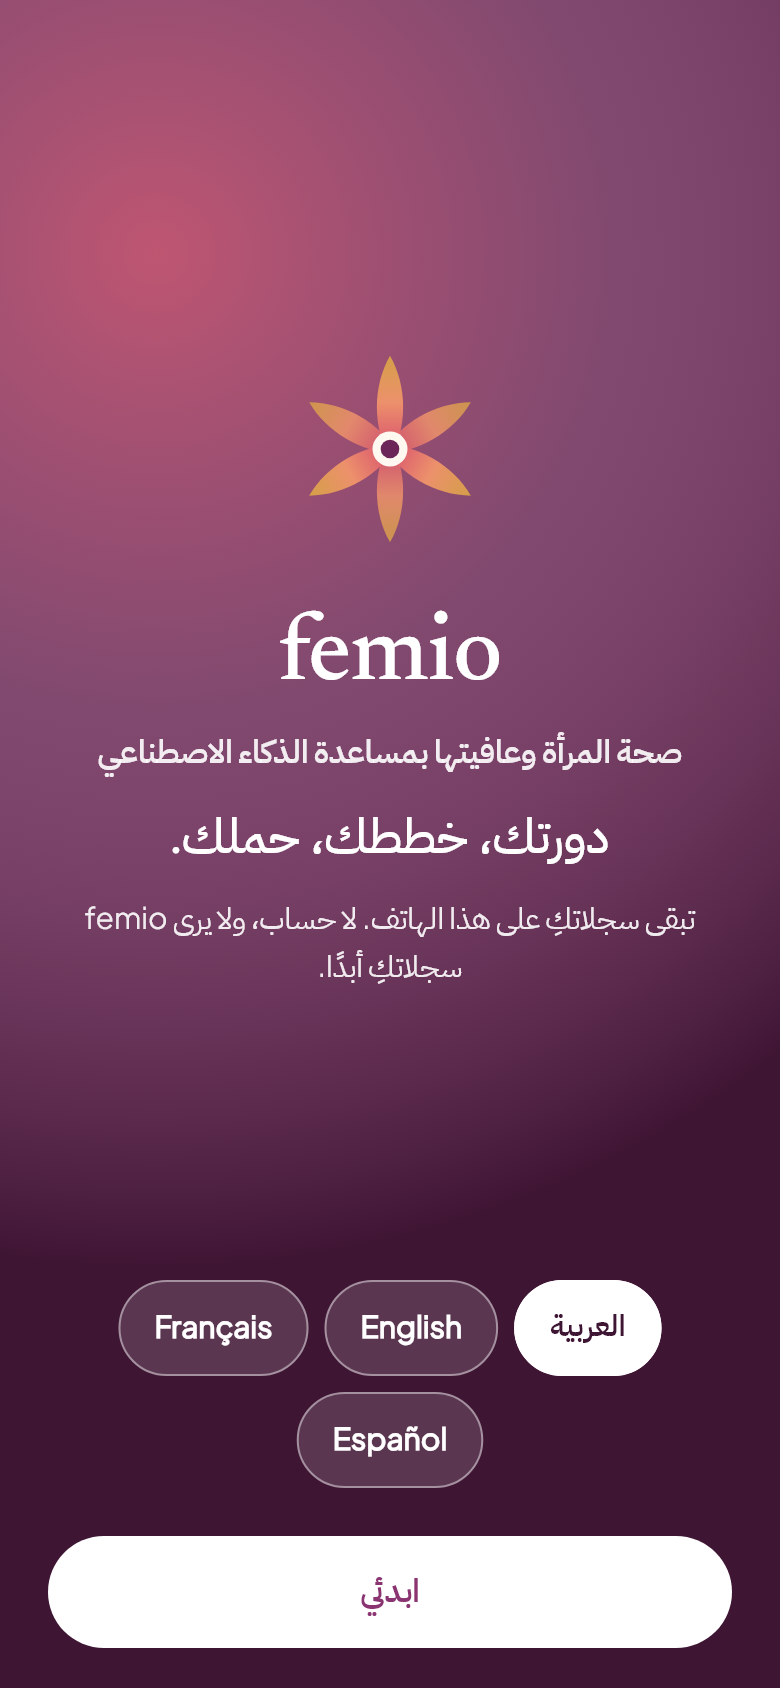 femio
صحة المرأة وعافيتها بمساعدة الذكاء الاصطناعي
دورتك، خططك، حملك.
تبقى سجلاتكِ على هذا الهاتف. لا حساب، ولا يرى femio
سجلاتكِ أبدًا.
العربية
English
Français
Español
ابدئي